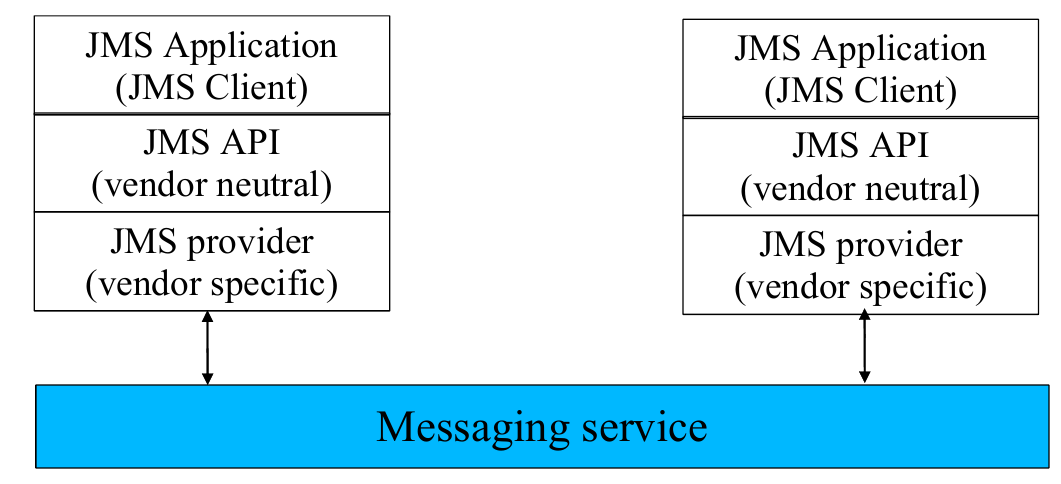 JMS Application
(JMS Client)
JMS API
(vendor neutral)
JMS provider
(vendor specific)
JMS Application
(JMS Client)
JMS API
(vendor neutral)
JMS provider
(vendor specific)
Messaging service